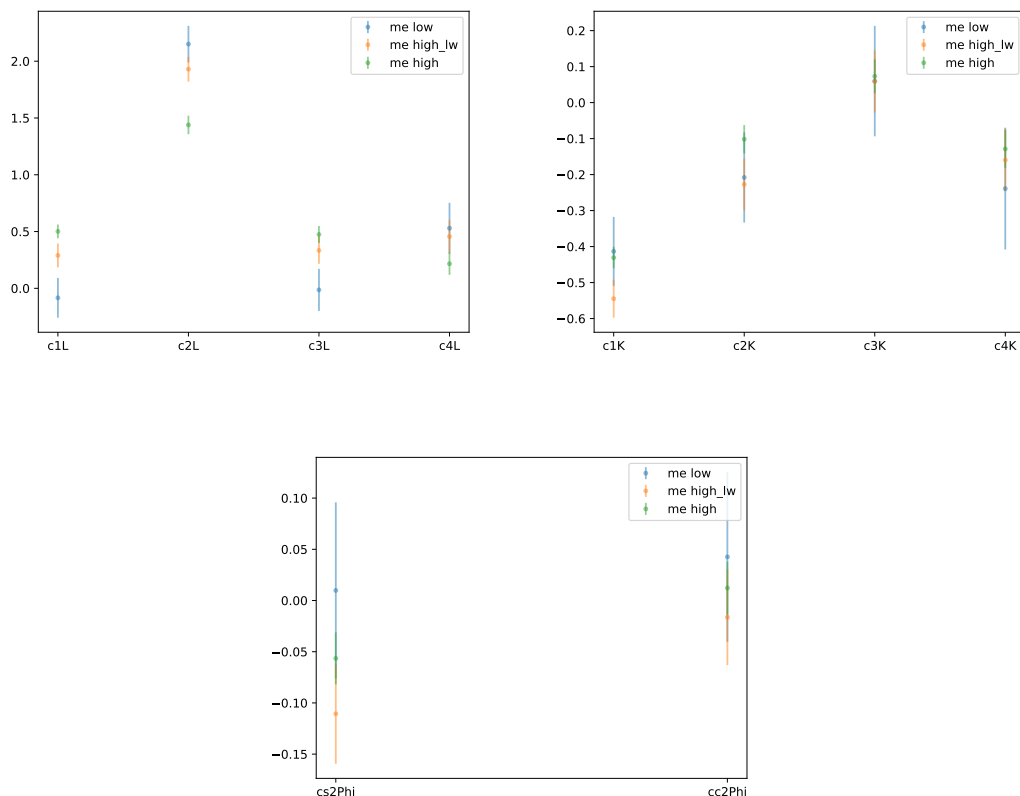 me low
me high_lw
me high
2.0
1.5
1.0
0.5
0.0
c1L c2L c3L c4L
me low
me high_lw
me high
0.2
0.1
0.0
−0.1
−0.2
−0.3
−0.4
−0.5
−0.6
c1K c2K c3K c4K
me low
me high_lw
me high
0.10
0.05
0.00
−0.05
−0.10
−0.15
cs2Phi cc2Phi